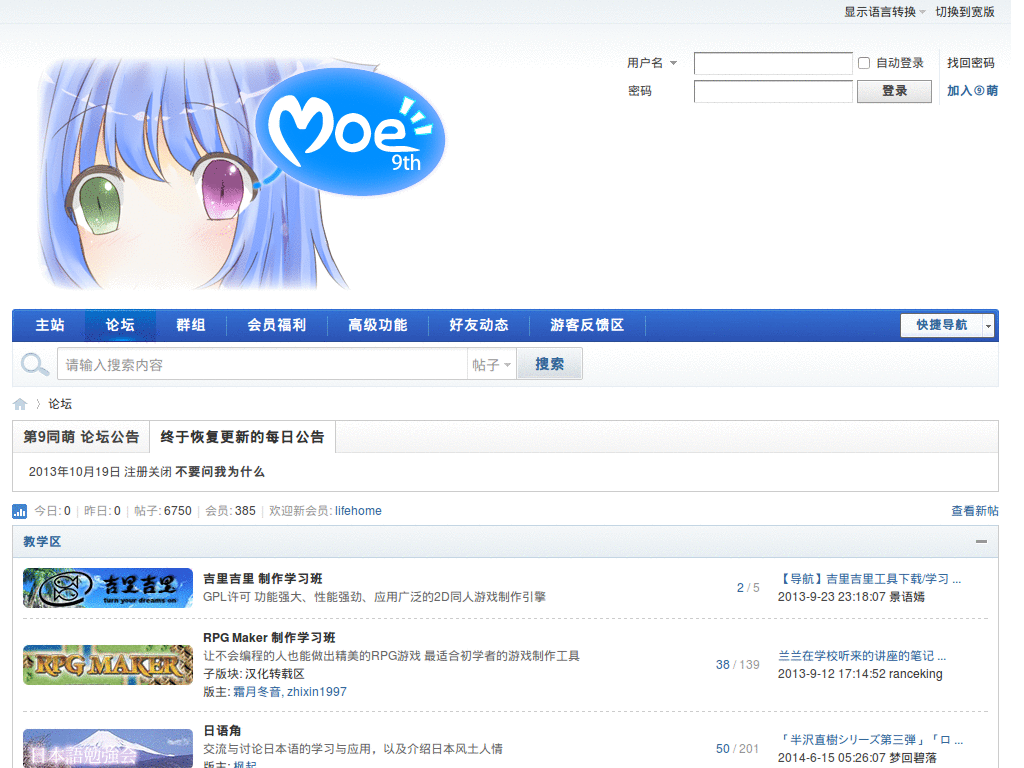 显示语言转换 切换到宽版
用户名 自动登录 找回密码
密码 登录 加入⑨萌
Moe
9th
主站 论坛 群组 会员福利 高级功能 好友动态 游客反馈区 快捷导航
请输入搜索内容 帖子 搜索
〉 论坛
第9同萌 论坛公告 终于恢复更新的每日公告
2013年10月19日 注册关闭 不要问我为什么
今日: 0 | 昨日: 0 | 帖子: 6750 | 会员: 385 | 欢迎新会员: lifehome 查看新帖
教学区
吉里吉里
turn your dreams on
吉里吉里 制作学习班
GPL许可 功能强大、性能强劲、应用广泛的2D同人游戏制作引擎
2 / 5
【导航】吉里吉里工具下载/学习 ...
2013-9-23 23:18:07 景语嫣
RPG MAKER
RPG Maker 制作学习班
让不会编程的人也能做出精美的RPG游戏 最适合初学者的游戏制作工具
子版块: 汉化转载区
版主: 霜月冬音, zhixin1997
38 / 139
兰兰在学校听来的讲座的笔记 ...
2013-9-12 17:14:52 ranceking
日本語勉強会
日语角
交流与讨论日本语的学习与应用，以及介绍日本风土人情
版主: 枫起
50 / 201
「半沢直樹シリーズ第三弾」「ロ ...
2014-6-15 05:26:07 梦回碧落